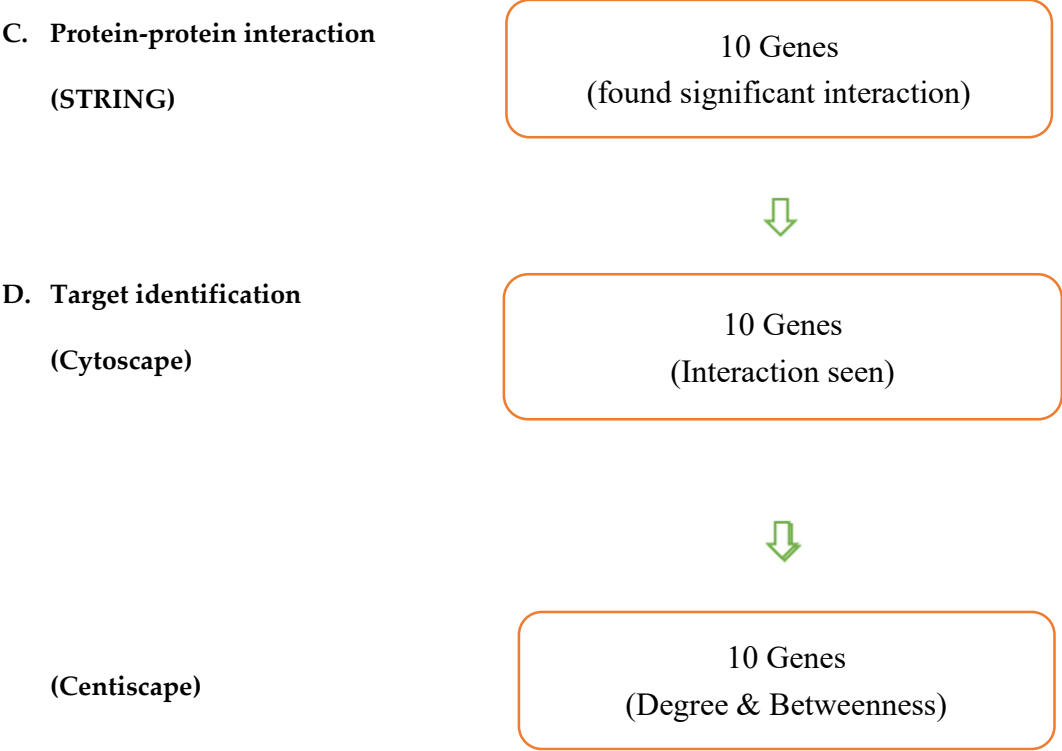 C. Protein-protein interaction
(STRING)
10 Genes
(found significant interaction)
D. Target identification
(Cytoscape)
10 Genes
(Interaction seen)
(Centiscape)
10 Genes
(Degree & Betweenness)